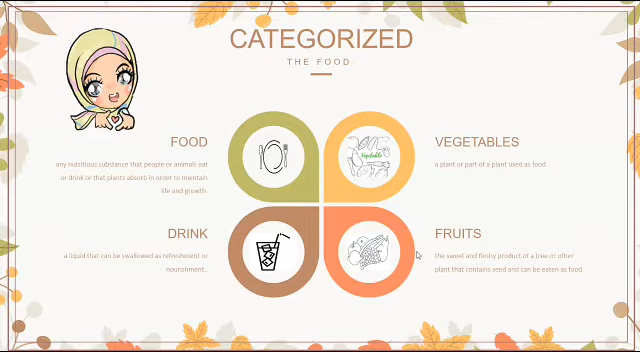 CATEGORIZED
THE FOOD
FOOD
any nutritious substance that people or animals eat
or drink or that plants absorb in order to maintain
life and growth.
VEGETABLES
a plant or part of a plant used as food
Vegetables
DRINK
a liquid that can be swallowed as refreshment or
nourishment..
FRUITS
the sweet and fleshy product of a tree or other
plant that contains seed and can be eaten as food